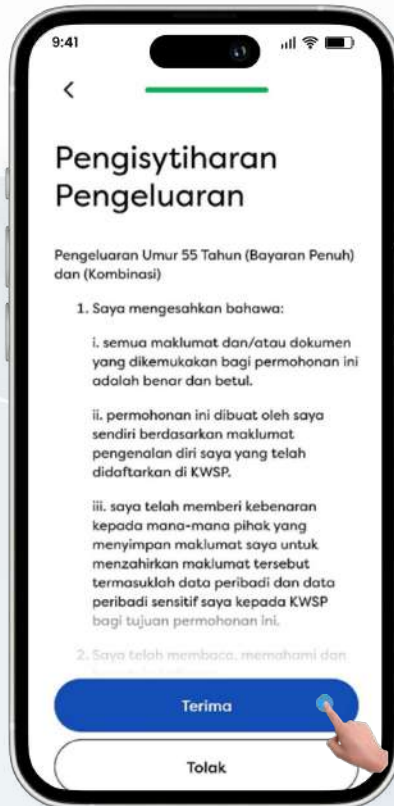 9:41
Pengisytiharan
Pengeluaran
Pengeluaran Umur 55 Tahun (Bayaran Penuh)
dan (Kombinasi)
1. Saya mengesahkan bahawa:
i. semua maklumat dan/atau dokumen
yang dikemukakan bagi permohonan ini
adalah benar dan betul.
ii. permohonan ini dibuat oleh saya
sendiri berdasarkan maklumat
pengenalan diri saya yang telah
didaftarkan di KWSP.
iii. saya telah memberi kebenaran
kepada mana-mana pihak yang
menyimpan maklumat saya untuk
menzahirkan maklumat tersebut
termasuklah data peribadi dan data
peribadi sensitif saya kepada KWSP
bagi tujuan permohonan ini.
2. Saya telah membaca, memahami dan
Terima
Tolak